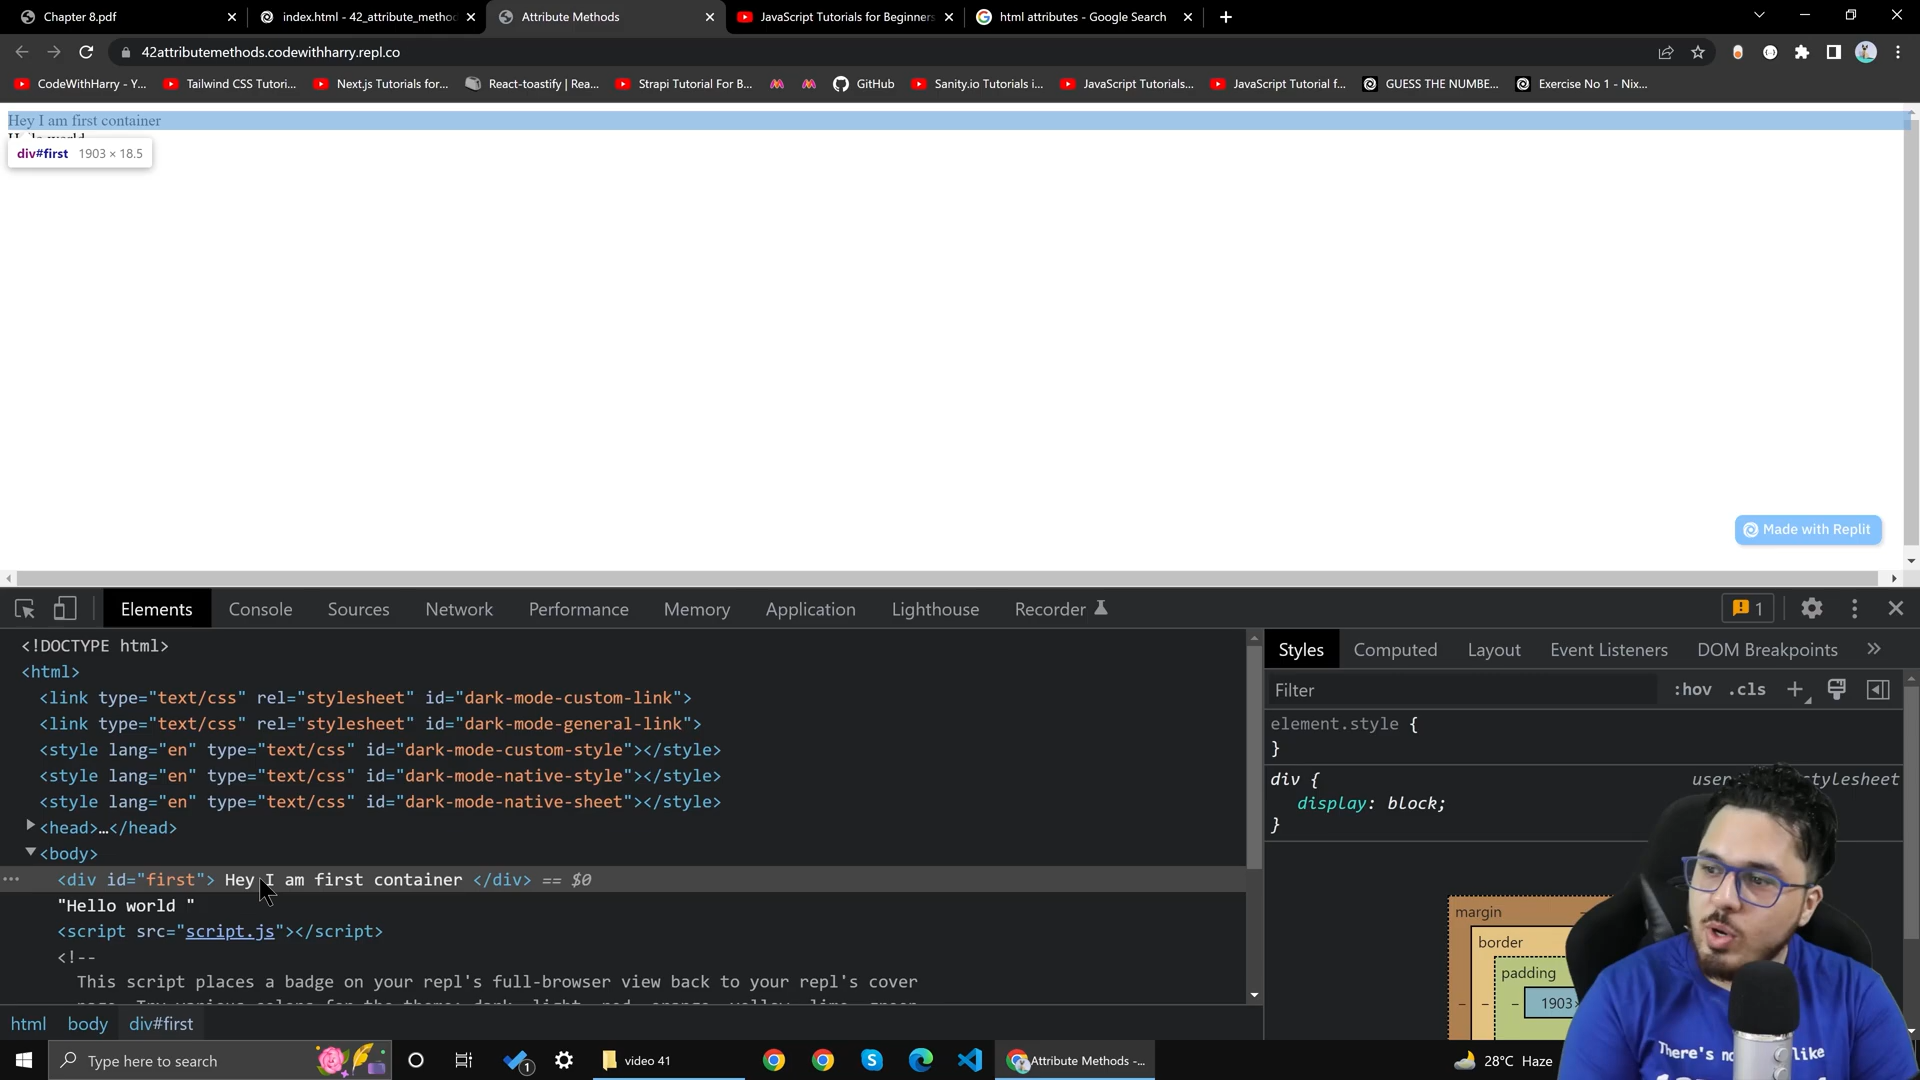 Chapter 8.pdf
index.html - 42_attribute_metho
Attribute Methods
JavaScript Tutorials for Beginners
html attributes - Google Search
42attributemethods.codewithharry.repl.co
CodeWithHarry - Y...
Tailwind CSS Tutori...
Next.js Tutorials for...
React-toastify | Rea...
Strapi Tutorial For B...
GitHub
Sanity.io Tutorials i...
JavaScript Tutorials...
JavaScript Tutorial f...
GUESS THE NUMBE...
Exercise No 1 - Nix...
Hey I am first container
Hello world
div#first 1903 × 18.5
Made with Replit
Elements
Console
Sources
Network
Performance
Memory
Application
Lighthouse
Recorder
1
<!DOCTYPE html>
<html>
<link type="text/css" rel="stylesheet" id="dark-mode-custom-link">
<link type="text/css" rel="stylesheet" id="dark-mode-general-link">
<style lang="en" type="text/css" id="dark-mode-custom-style"></style>
<style lang="en" type="text/css" id="dark-mode-native-style"></style>
<style lang="en" type="text/css" id="dark-mode-native-sheet"></style>
<head>…</head>
<body>
<div id="first"> Hey I am first container </div> == $0
"Hello world "
<script src="script.js"></script>
<!--
This script places a badge on your repl's full-browser view back to your repl's cover
html
body
div#first
Styles
Computed
Layout
Event Listeners
DOM Breakpoints
Filter
:hov .cls
element.style {
}
div {
user stylesheet
display: block;
}
margin
border
padding
1903×
There's no like
Type here to search
1
video 41
Attribute Methods -...
28°C Haze